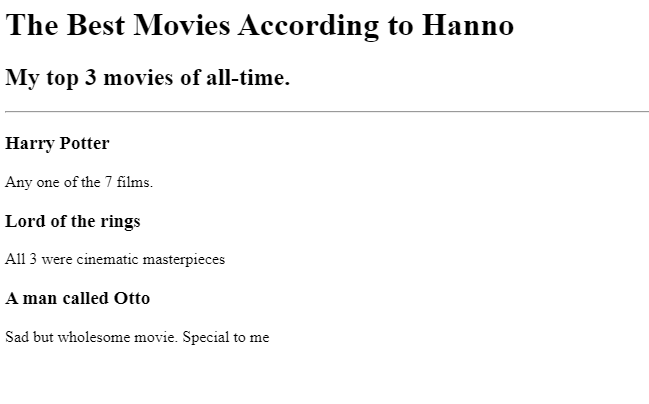 The Best Movies According to Hanno
My top 3 movies of all-time.
Harry Potter
Any one of the 7 films.
Lord of the rings
All 3 were cinematic masterpieces
A man called Otto
Sad but wholesome movie. Special to me